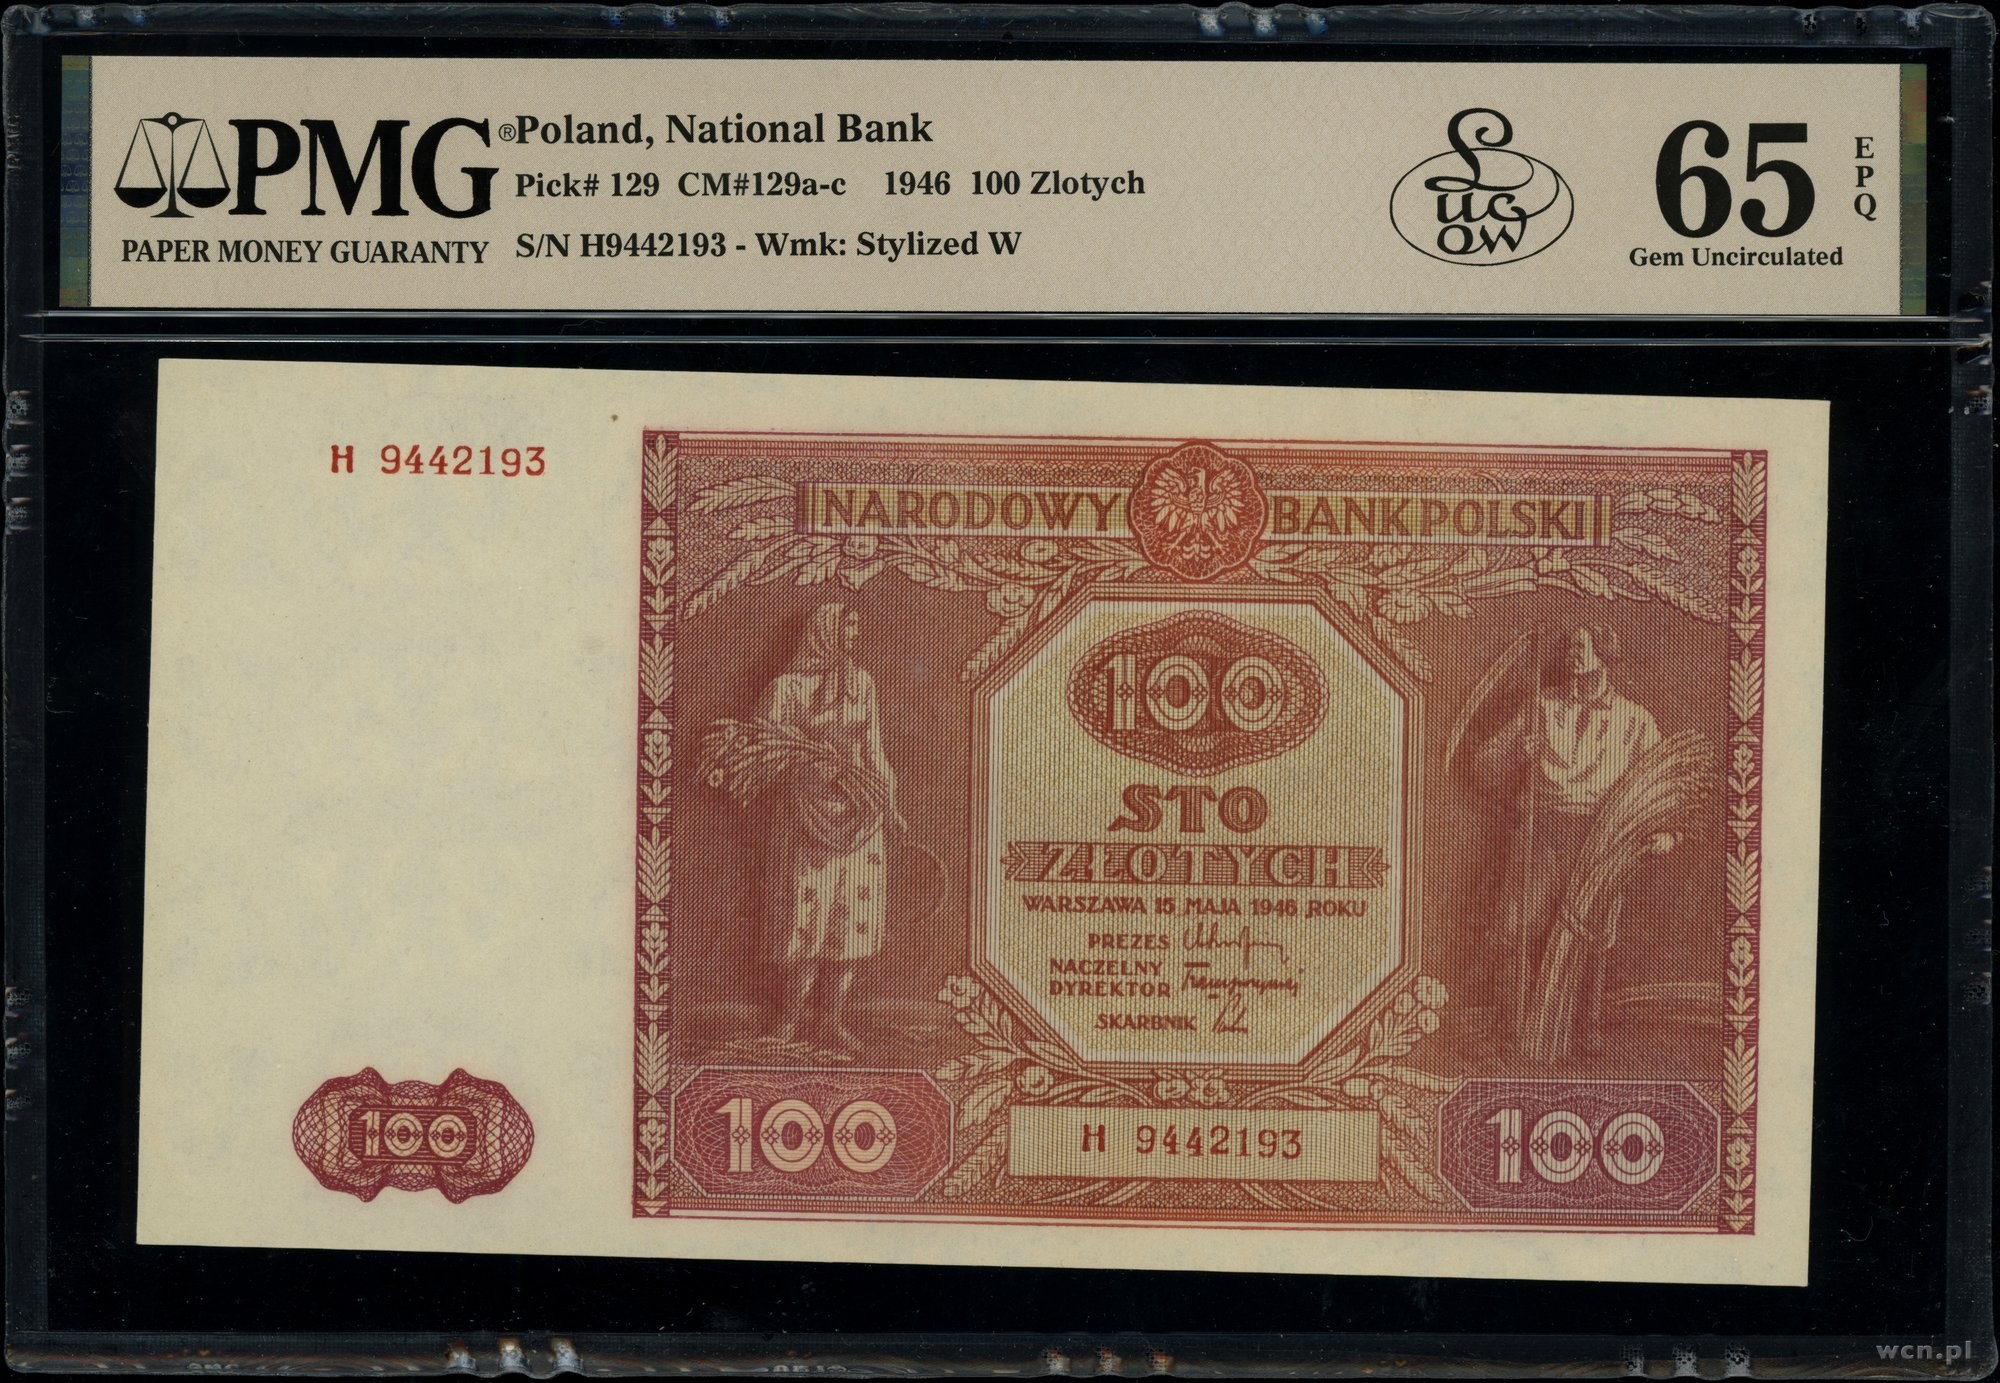 PMG® Poland, National Bank
Pick# 129 CM#129a-c 1946 100 Zlotych
PAPER MONEY GUARANTY
S/N H9442193 - Wmk: Stylized W
Lucow
65
EPQ
Gem Uncirculated
H 9442193
NARODOWY BANK POLSKI
100
STO
ZŁOTYCH
WARSZAWA 15 MAJA 1946 ROKU
PREZES
NACZELNY
DYREKTOR
SKARBNIK
100
100
H 9442193
100
wcn.pl